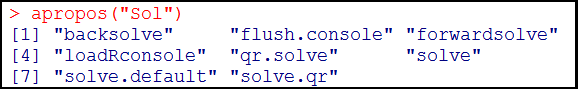 > apropos("Sol")
[1] "backsolve"     "flush.console" "forwardsolve"
[4] "loadRconsole"  "qr.solve"      "solve"
[7] "solve.default" "solve.qr"